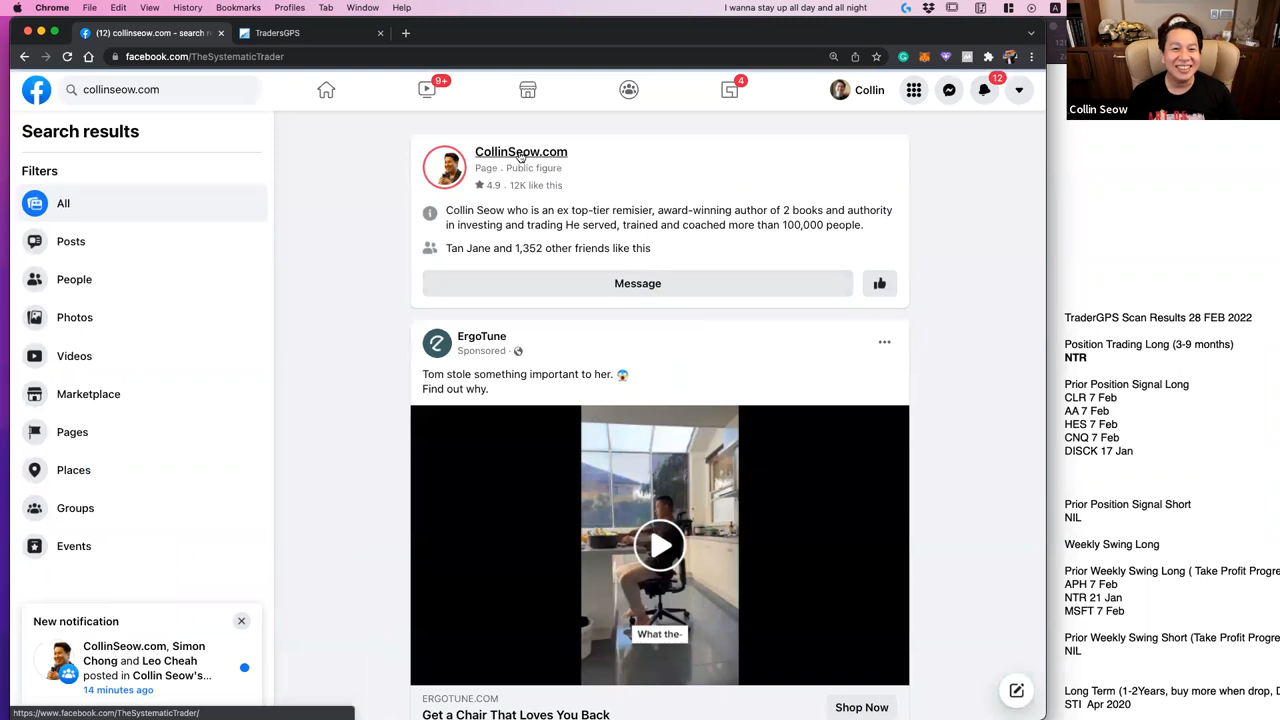 Chrome File Edit View History Bookmarks Profiles Tab Window Help I wanna stay up all day and all night
(12) collinseow.com - search r TradersGPS
facebook.com/TheSystematicTrader
collinseow.com 9+ 4 Collin 12
Collin Seow
Search results
Filters
All
Posts
People
Photos
Videos
Marketplace
Pages
Places
Groups
Events
New notification
CollinSeow.com, Simon
Chong and Leo Cheah
posted in Collin Seow's...
14 minutes ago
https://www.facebook.com/TheSystematicTrader/
CollinSeow.com
Page · Public figure
4.9 · 12K like this
Collin Seow who is an ex top-tier remisier, award-winning author of 2 books and authority
in investing and trading He served, trained and coached more than 100,000 people.
Tan Jane and 1,352 other friends like this
Message
ErgoTune
Sponsored ·
Tom stole something important to her. 😱
Find out why.
What the-
ERGOTUNE.COM
Get a Chair That Loves You Back
Shop Now
TraderGPS Scan Results 28 FEB 2022
Position Trading Long (3-9 months)
NTR
Prior Position Signal Long
CLR 7 Feb
AA 7 Feb
HES 7 Feb
CNQ 7 Feb
DISCK 17 Jan
Prior Position Signal Short
NIL
Weekly Swing Long
Prior Weekly Swing Long ( Take Profit Progre
APH 7 Feb
NTR 21 Jan
MSFT 7 Feb
Prior Weekly Swing Short (Take Profit Progre
NIL
Long Term (1-2Years, buy more when drop, D
STI Apr 2020